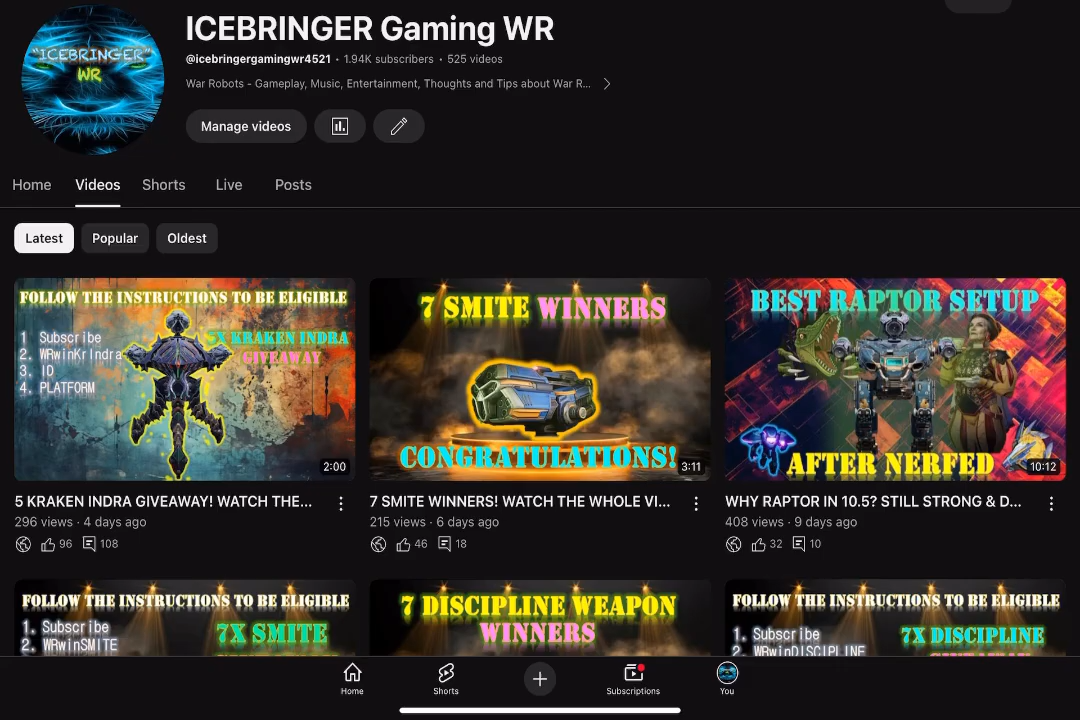 "ICEBRINGER"
WR
ICEBRINGER Gaming WR
@icebringergamingwr4521 · 1.94K subscribers · 525 videos
War Robots - Gameplay, Music, Entertainment, Thoughts and Tips about War R...
Manage videos
Home Videos Shorts Live Posts
Latest Popular Oldest
FOLLOW THE INSTRUCTIONS TO BE ELIGIBLE
1 Subscribe
2. WRwinKrIndra
3. ID
4. PLATFORM
5X KRAKEN INDRA
GIVEAWAY
2:00
7 SMITE WINNERS
CONGRATULATIONS!
3:11
BEST RAPTOR SETUP
AFTER NERFED
10:12
5 KRAKEN INDRA GIVEAWAY! WATCH THE...
296 views · 4 days ago
96 108
7 SMITE WINNERS! WATCH THE WHOLE VI...
215 views · 6 days ago
46 18
WHY RAPTOR IN 10.5? STILL STRONG & D...
408 views · 9 days ago
32 10
FOLLOW THE INSTRUCTIONS TO BE ELIGIBLE
1. Subscribe
2. WRwinSMITE
7X SMITE
7 DISCIPLINE WEAPON
WINNERS
FOLLOW THE INSTRUCTIONS TO BE ELIGIBLE
1. Subscribe
2. WRwinDISCIPLINE
7X DISCIPLINE
Home Shorts Subscriptions You